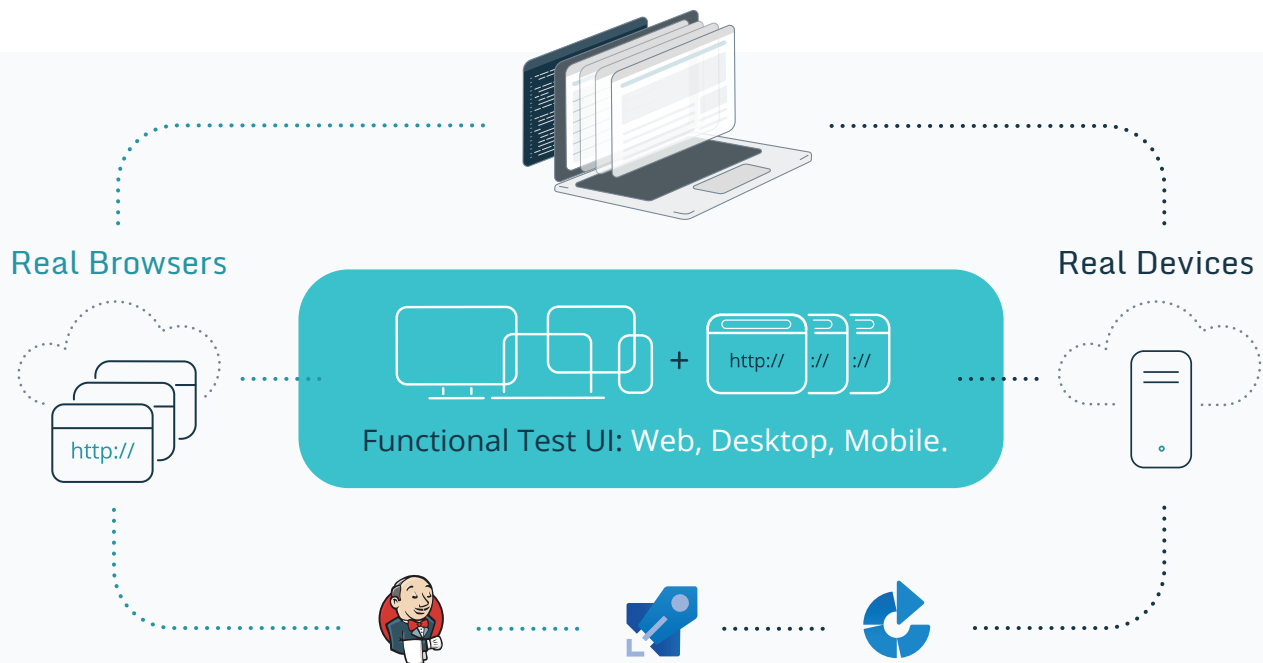 Real Browsers
Real Devices
http:// :// ://
http://
Functional Test UI: Web, Desktop, Mobile.